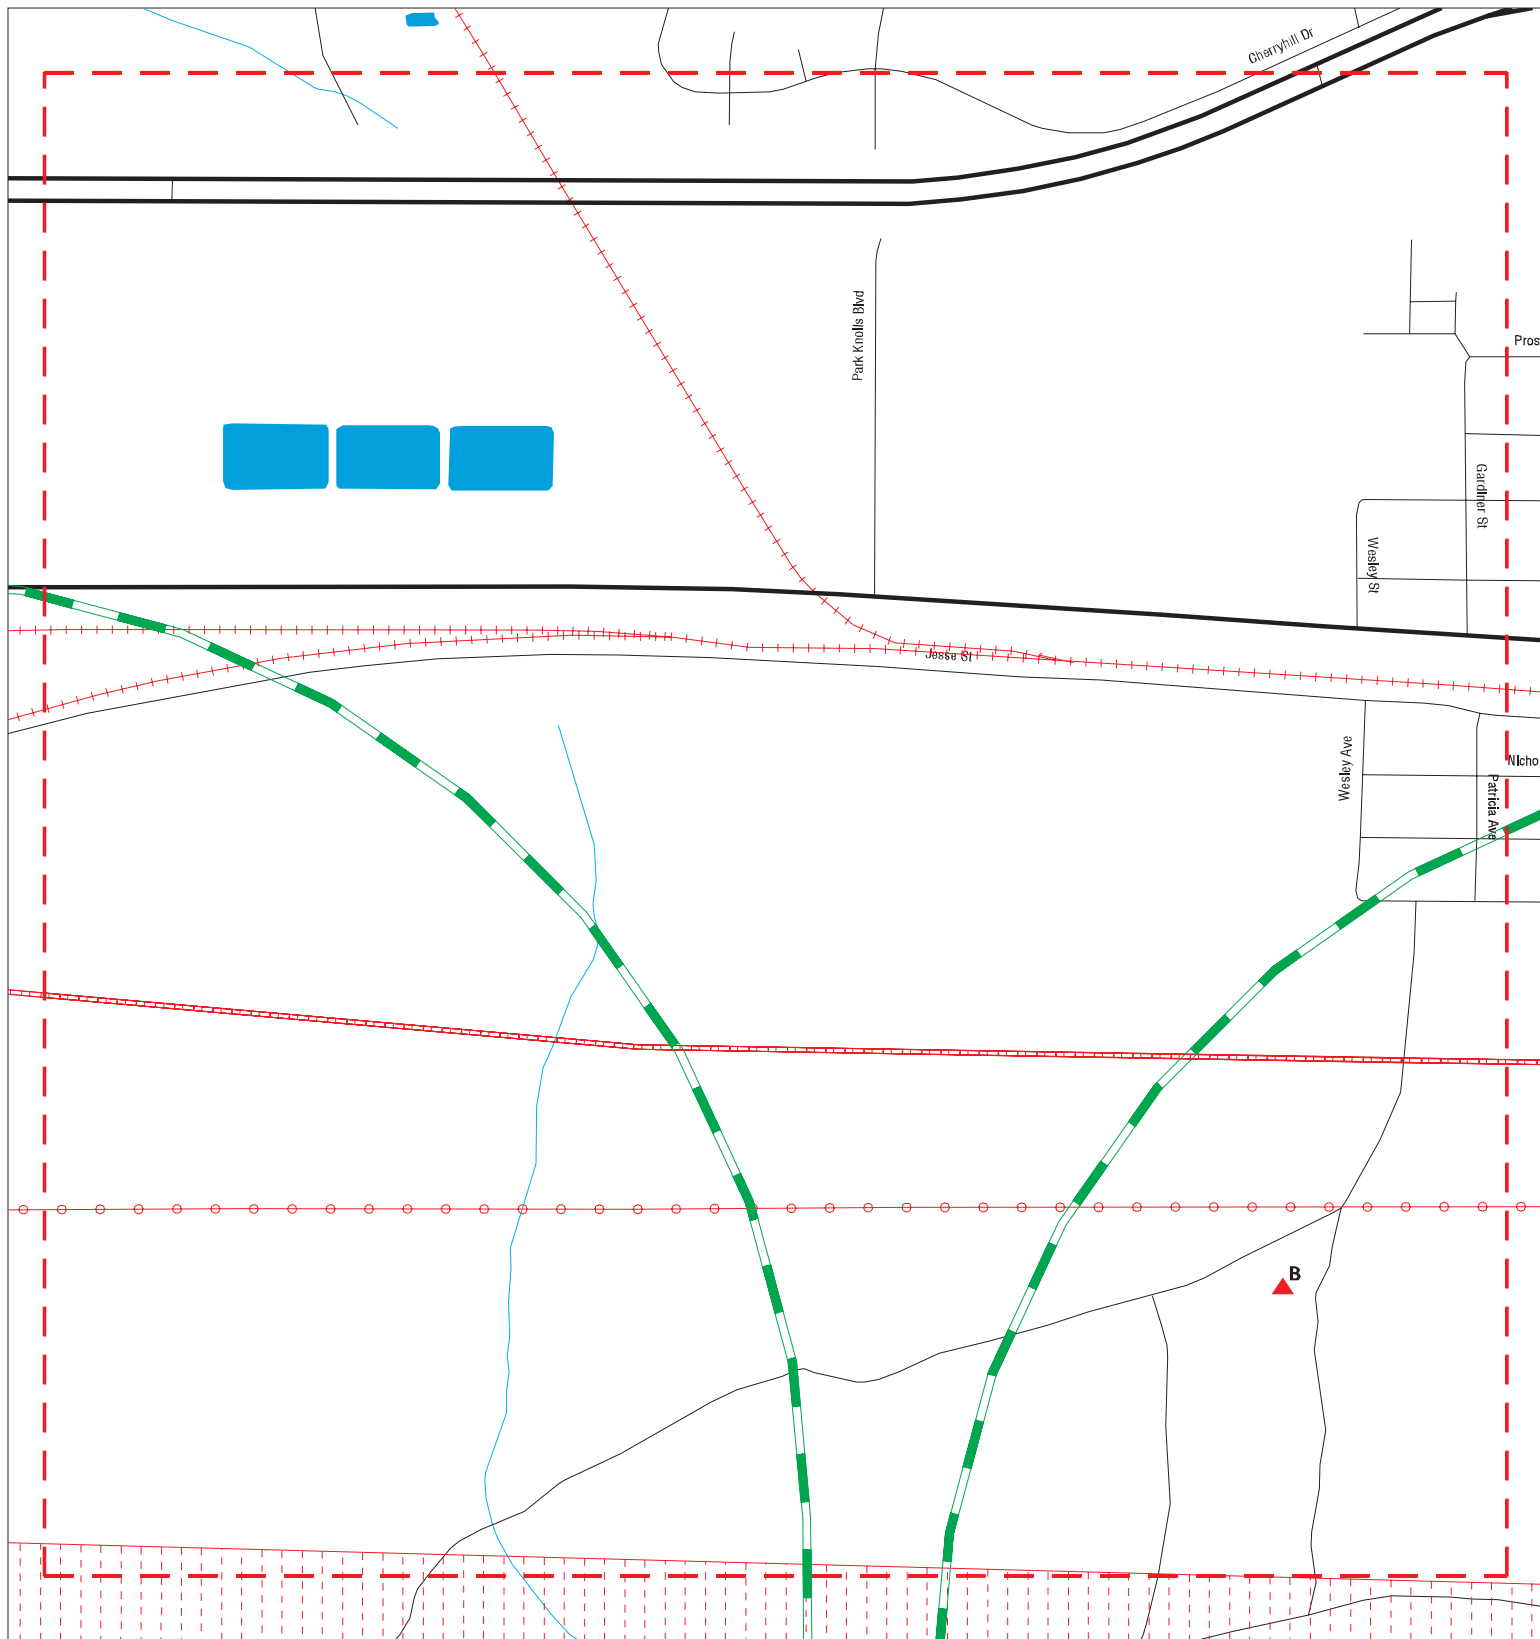 Cherryhill Dr
Park Knolls Blvd
Pros
Gardiner St
Wesley St
Jesse St
Wesley Ave
Nicho
Patricia Ave
B